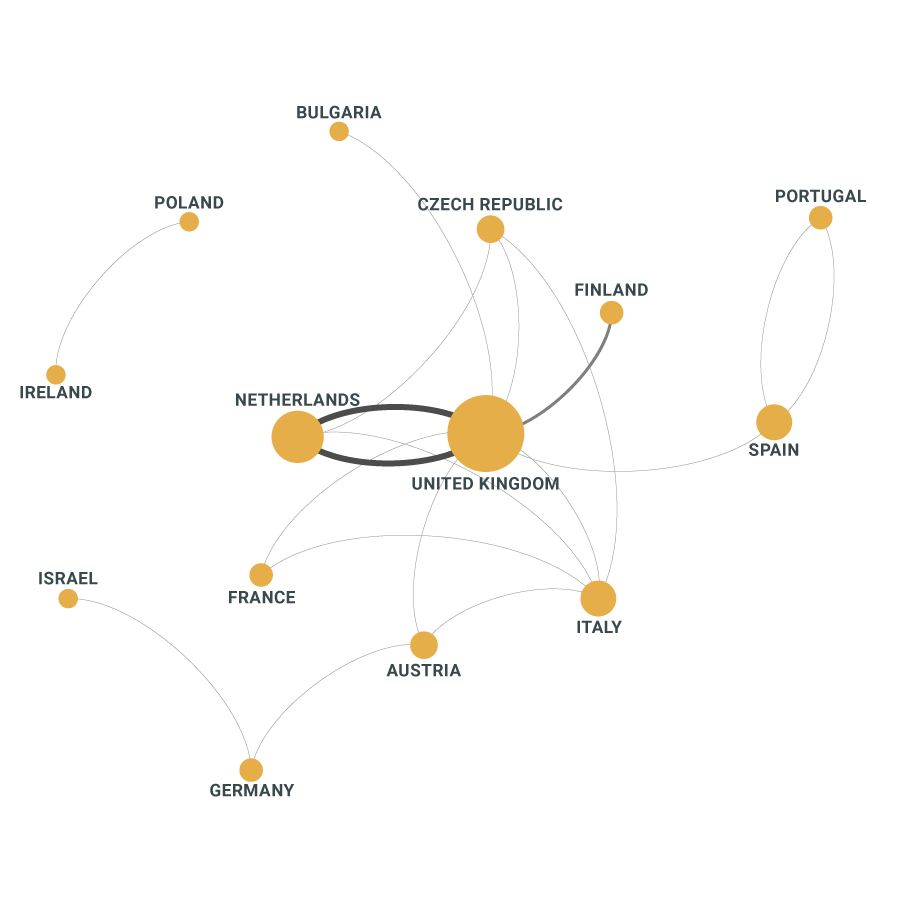 BULGARIA
POLAND
PORTUGAL
CZECH REPUBLIC
FINLAND
IRELAND
NETHERLANDS
SPAIN
UNITED KINGDOM
ISRAEL
FRANCE
ITALY
AUSTRIA
GERMANY